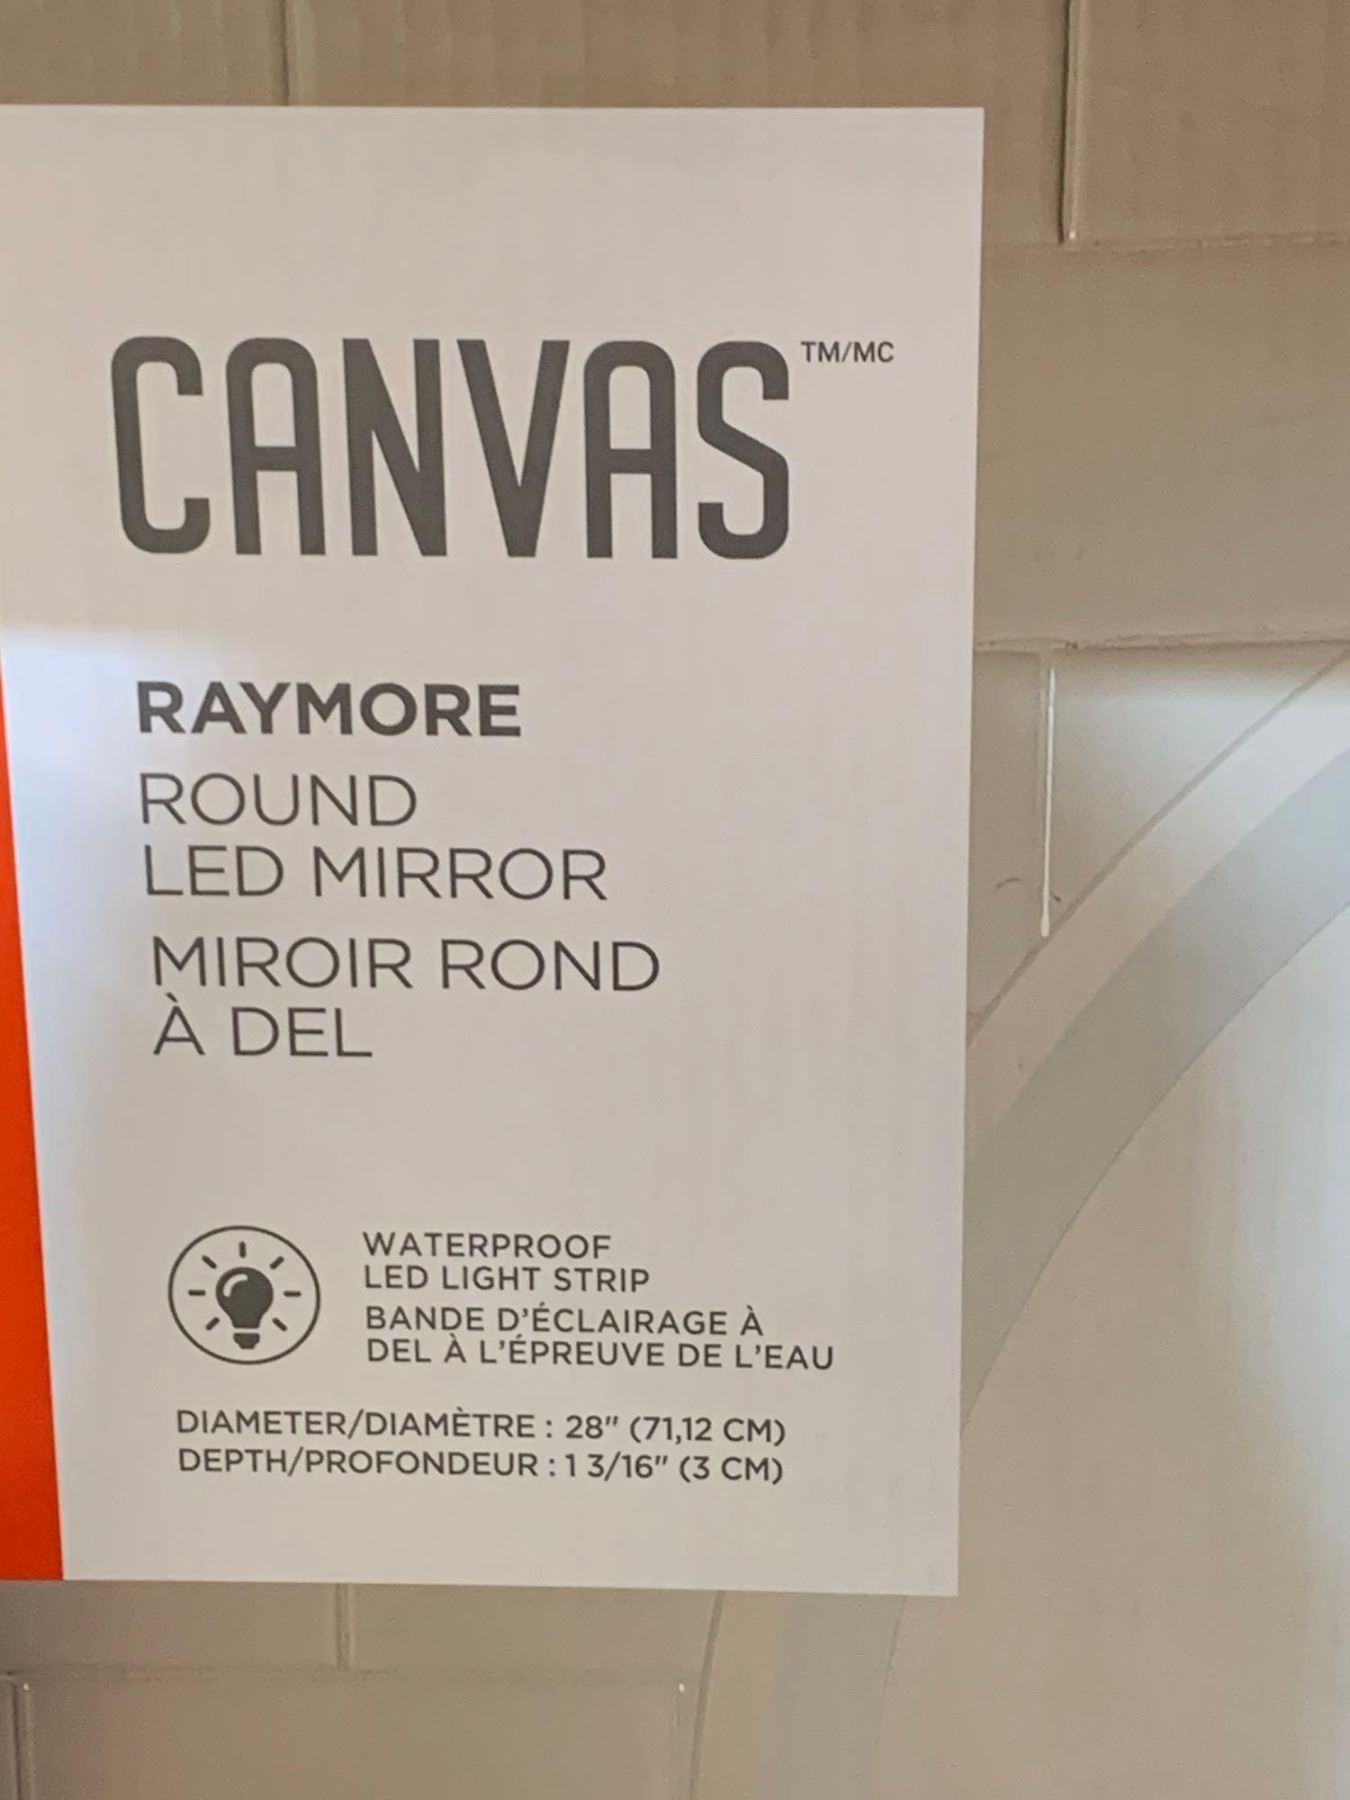 CANVAS TM/MC
RAYMORE
ROUND
LED MIRROR
MIROIR ROND
À DEL
WATERPROOF
LED LIGHT STRIP
BANDE D'ÉCLAIRAGE À
DEL À L'ÉPREUVE DE L'EAU
DIAMETER/DIAMÈTRE : 28" (71,12 CM)
DEPTH/PROFONDEUR : 1 3/16" (3 CM)